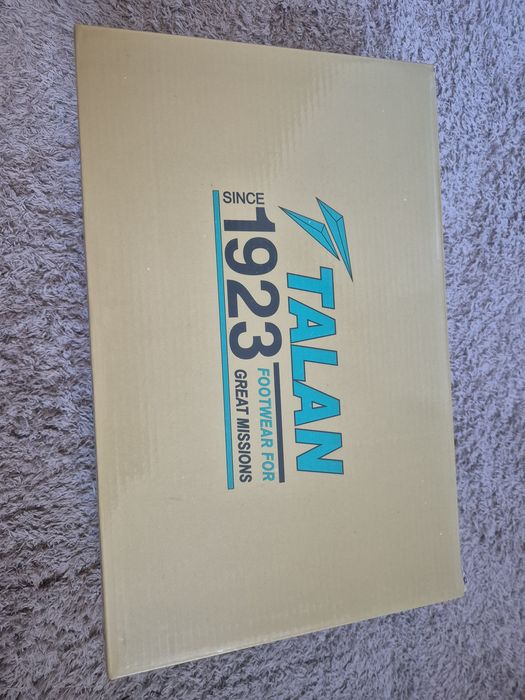 TALAN
SINCE
1923
FOOTWEAR FOR
GREAT MISSIONS